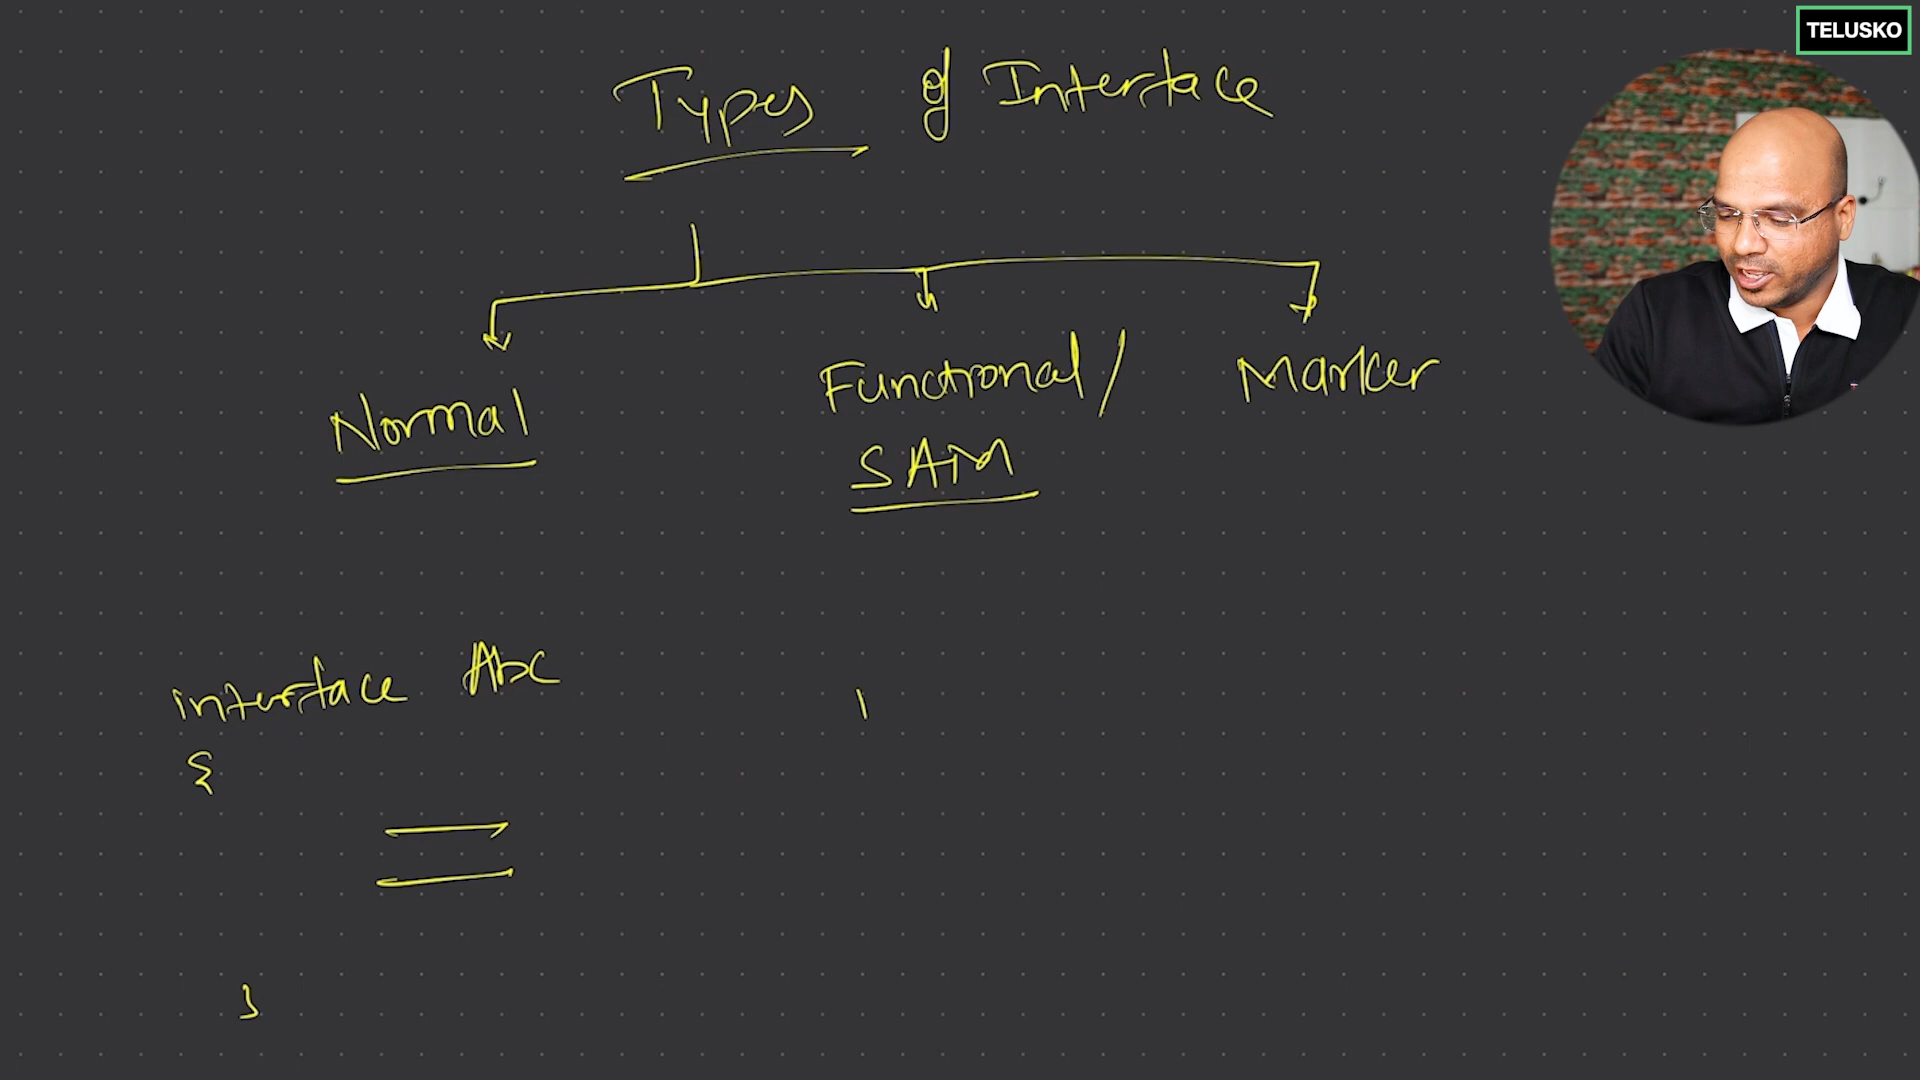 TELUSKO
Types of Interface
Normal
Functional/
SAM
Marker
interface Abc
{
}